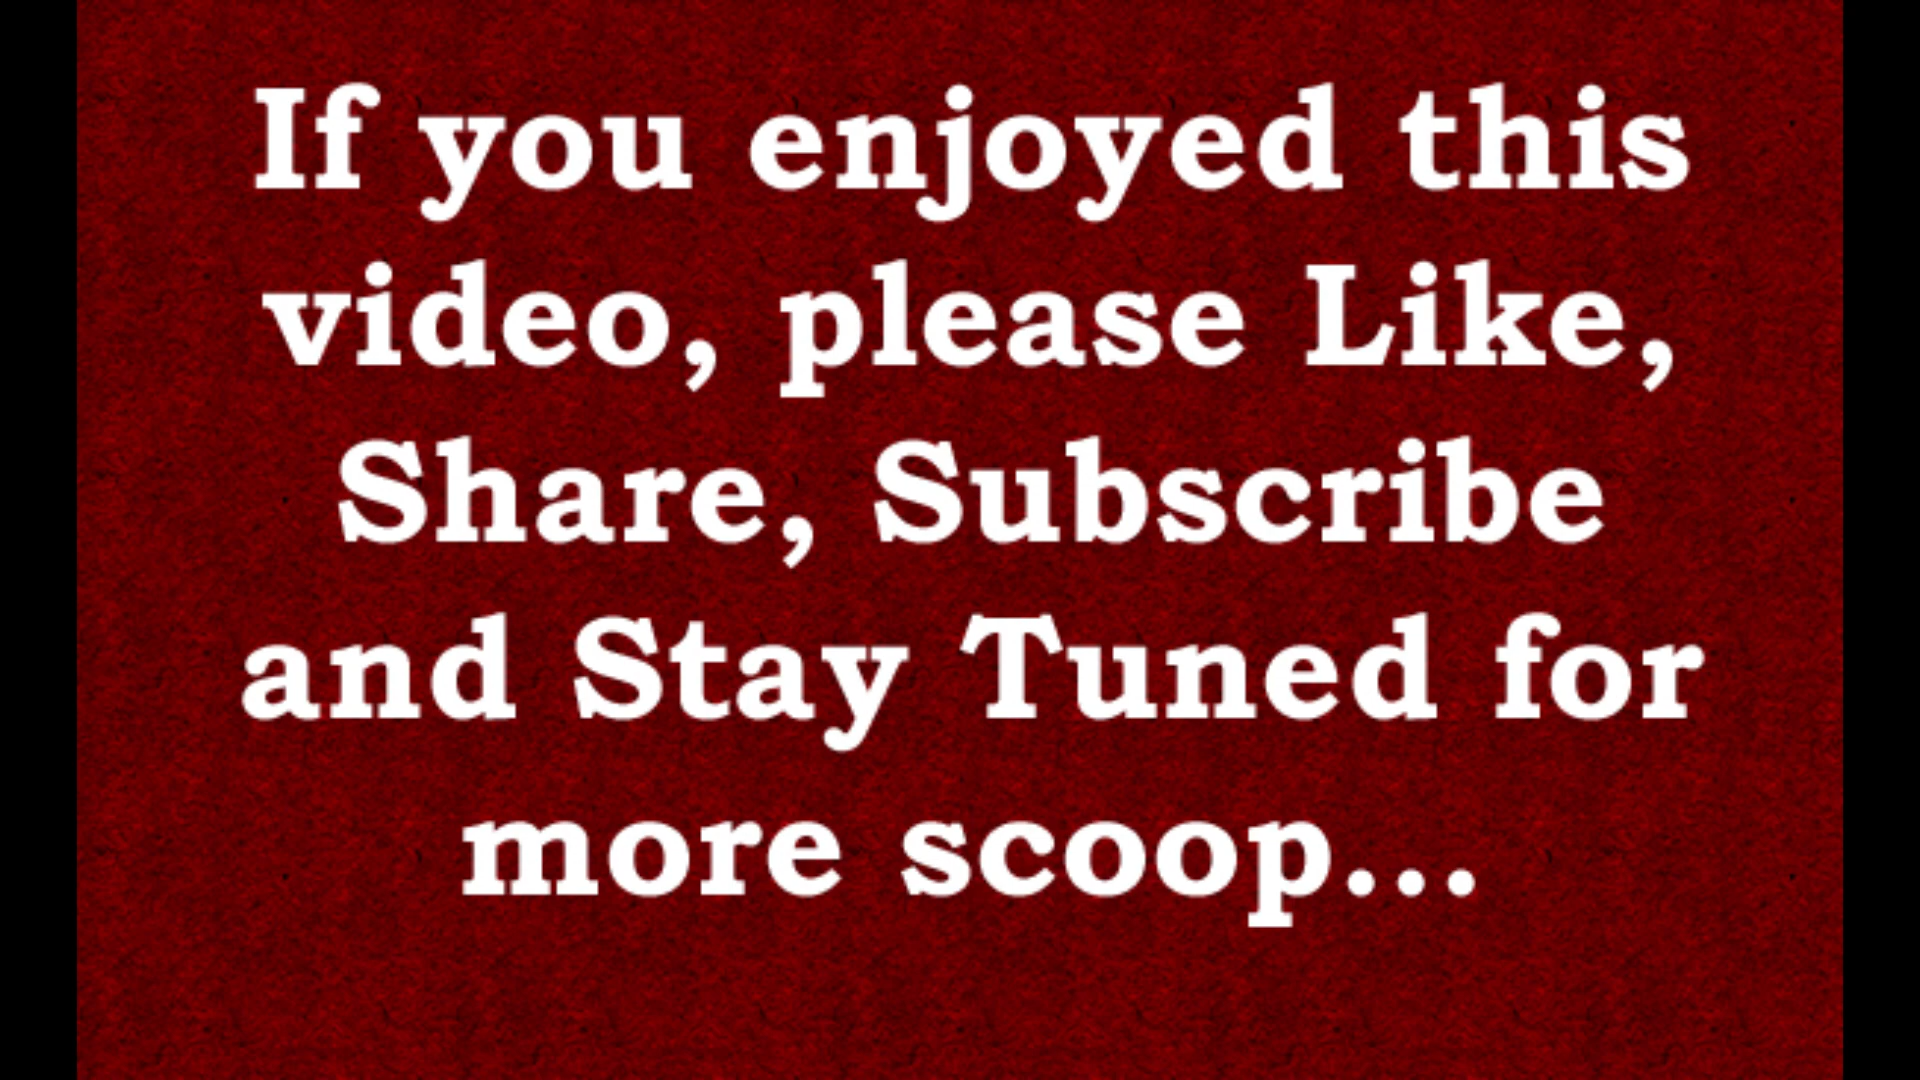 If you enjoyed this
video, please Like,
Share, Subscribe
and Stay Tuned for
more scoop...